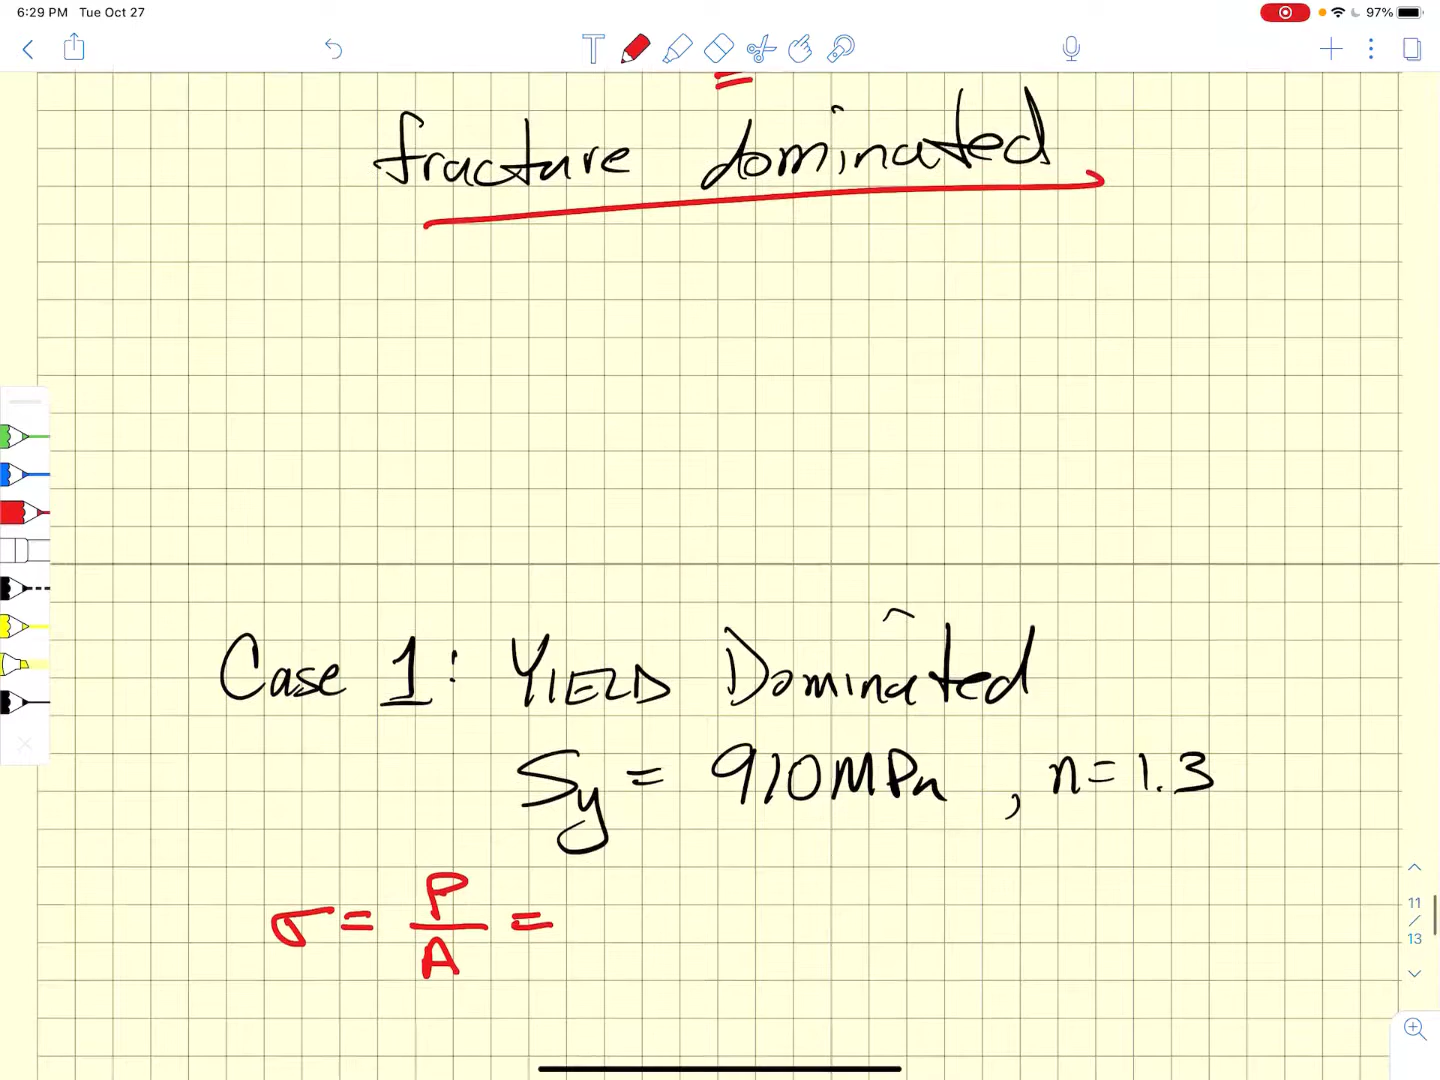 6:29 PM Tue Oct 27
97%
T
fracture dominated
Case 1: YIELD Dominated
Sy = 910MPa , n=1.3
σ = P/A =
11
/
13